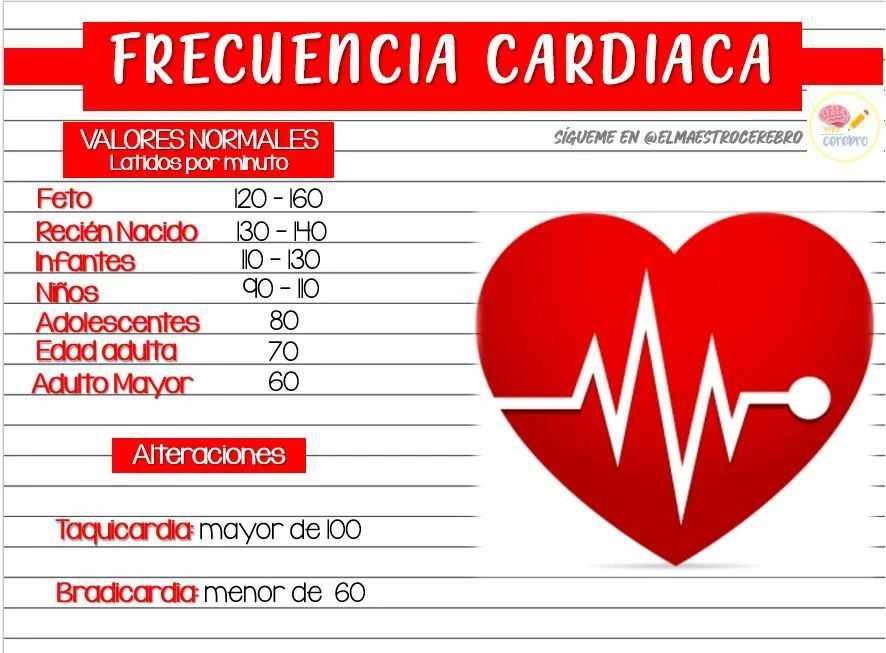 FRECUENCIA CARDIACA
SÍGUEME EN @ELMAESTROCEREBRO
cerebro
VALORES NORMALES
Latidos por minuto
Feto 120 - 160
Recién Nacido 130 - 140
Infantes 110 - 130
Niños 90 - 110
Adolescentes 80
Edad adulta 70
Adulto Mayor 60
Alteraciones
Taquicardia: mayor de 100
Bradicardia: menor de 60